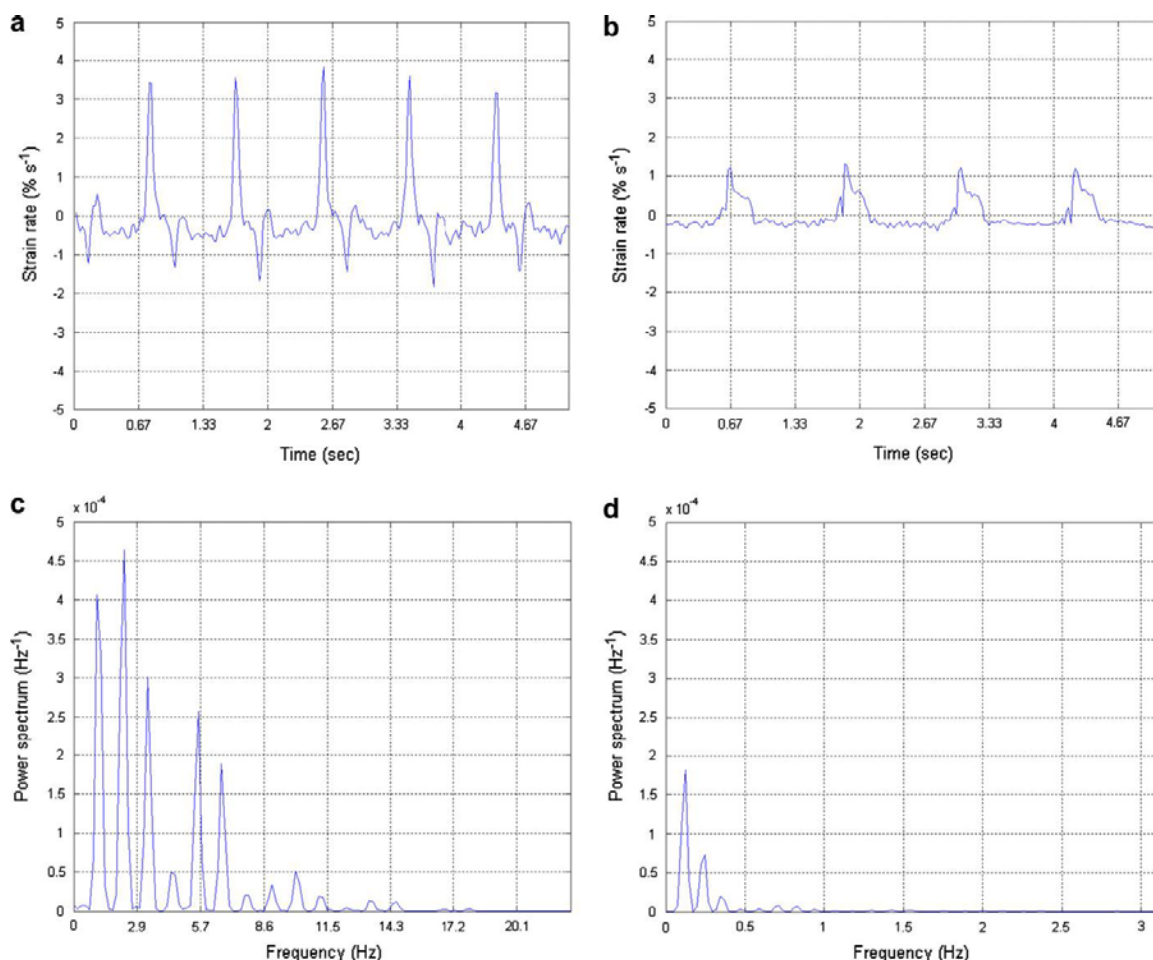 a
5
4
3
2
1
0
-1
-2
-3
-4
-5
Strain rate (% s-1)
0 0.67 1.33 2 2.67 3.33 4 4.67
Time (sec)
b
5
4
3
2
1
0
-1
-2
-3
-4
-5
Strain rate (% s-1)
0 0.67 1.33 2 2.67 3.33 4 4.67
Time (sec)
c
x 10-4
5
4.5
4
3.5
3
2.5
2
1.5
1
0.5
0
Power spectrum (Hz-1)
0 2.9 5.7 8.6 11.5 14.3 17.2 20.1
Frequency (Hz)
d
x 10-4
5
4.5
4
3.5
3
2.5
2
1.5
1
0.5
0
Power spectrum (Hz-1)
0 0.5 1 1.5 2 2.5 3
Frequency (Hz)